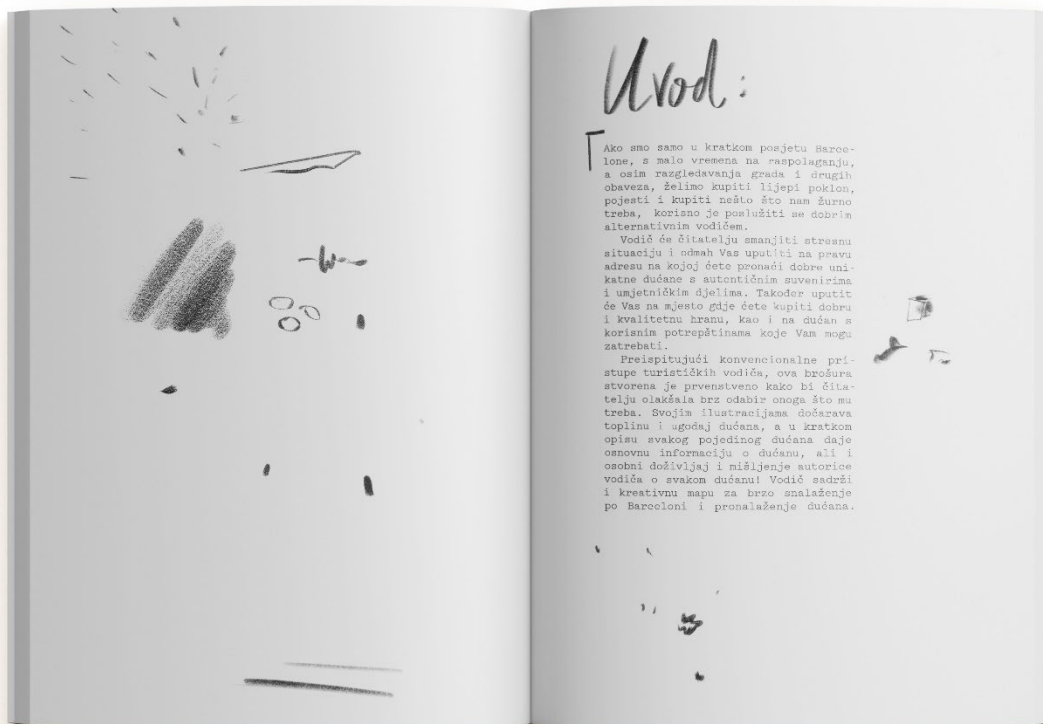 Uvod:
Ako smo samo u kratkom posjetu Barce-
lone, s malo vremena na raspolaganju,
a osim razgledavanja grada i drugih
obaveza, želimo kupiti lijepi poklon,
pojesti i kupiti nešto što nam žurno
treba, korisno je poslužiti se dobrim
alternativnim vodičem.
Vodič će čitatelju smanjiti stresnu
situaciju i odmah Vas uputiti na pravu
adresu na kojoj ćete pronaći dobre uni-
katne dućane s autentičnim suvenirima
i umjetničkim djelima. Također uputit
će Vas na mjesto gdje ćete kupiti dobru
i kvalitetnu hranu, kao i na dućan s
korisnim potrepštinama koje Vam mogu
zatrebati.
Preispitujući konvencionalne pri-
stupe turističkih vodiča, ova brošura
stvorena je prvenstveno kako bi čita-
telju olakšala brz odabir onoga što mu
treba. Svojim ilustracijama dočarava
toplinu i ugođaj dućana, a u kratkom
opisu svakog pojedinog dućana daje
osnovnu informaciju o dućanu, ali i
osobni doživljaj i mišljenje autorice
vodiča o svakom dućanu! Vodič sadrži
i kreativnu mapu za brzo snalaženje
po Barceloni i pronalaženje dućana.